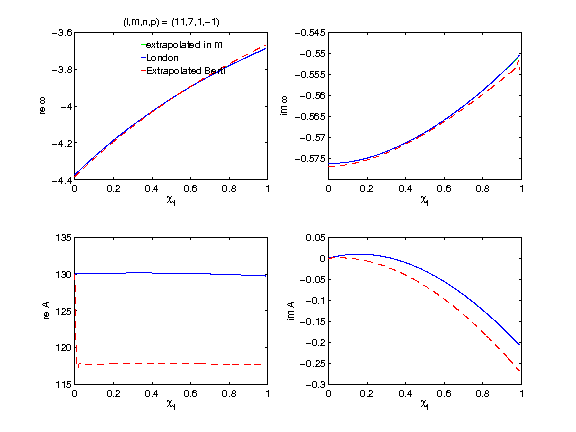 (l,m,n,p) = (11,7,1,−1)
−3.6
−3.8
−4
−4.2
−4.4
re ω
0 0.2 0.4 0.6 0.8 1
χf
extrapolated in m
London
Extrapolated Berti
−0.545
−0.55
−0.555
−0.56
−0.565
−0.57
−0.575
im ω
0 0.2 0.4 0.6 0.8 1
χf
135
130
125
120
115
re A
0 0.2 0.4 0.6 0.8 1
χf
0.05
0
−0.05
−0.1
−0.15
−0.2
−0.25
−0.3
im A
0 0.2 0.4 0.6 0.8 1
χf